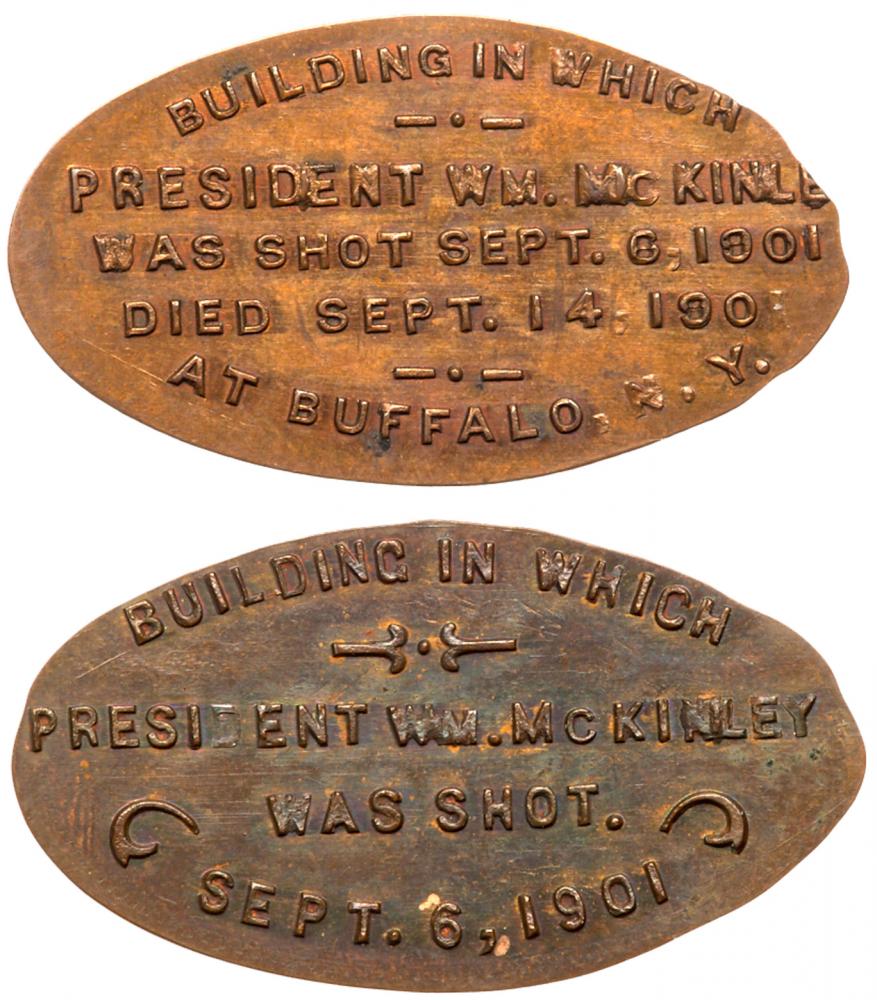 BUILDING IN WHICH
PRESIDENT WM. MCKINLE
WAS SHOT SEPT. 6, 1901
DIED SEPT. 14, 190
AT BUFFALO, N. Y.
BUILDING IN WHICH
PRESIDENT WM. MCKINLEY
WAS SHOT.
SEPT. 6, 1901